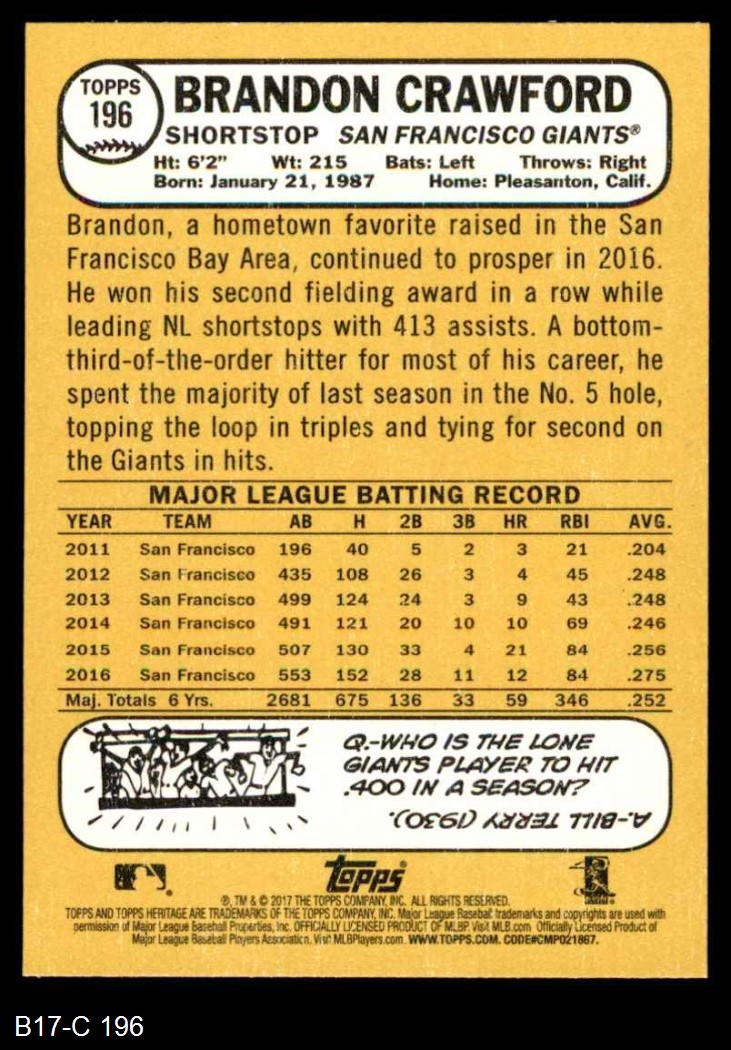 TOPPS
196
BRANDON CRAWFORD
SHORTSTOP SAN FRANCISCO GIANTS®
Ht: 6'2" Wt: 215 Bats: Left Throws: Right
Born: January 21, 1987 Home: Pleasanton, Calif.
Brandon, a hometown favorite raised in the San
Francisco Bay Area, continued to prosper in 2016.
He won his second fielding award in a row while
leading NL shortstops with 413 assists. A bottom-
third-of-the-order hitter for most of his career, he
spent the majority of last season in the No. 5 hole,
topping the loop in triples and tying for second on
the Giants in hits.
MAJOR LEAGUE BATTING RECORD
YEAR TEAM AB H 2B 3B HR RBI AVG.
2011 San Francisco 196 40 5 2 3 21 .204
2012 San Francisco 435 108 26 3 4 45 .248
2013 San Francisco 499 124 24 3 9 43 .248
2014 San Francisco 491 121 20 10 10 69 .246
2015 San Francisco 507 130 33 4 21 84 .256
2016 San Francisco 553 152 28 11 12 84 .275
Maj. Totals 6 Yrs. 2681 675 136 33 59 346 .252
Q.-WHO IS THE LONE
GIANTS PLAYER TO HIT
.400 IN A SEASON?
A.-BILL TERRY (1930).
Topps
®, TM & © 2017 THE TOPPS COMPANY, INC. ALL RIGHTS RESERVED.
TOPPS AND TOPPS HERITAGE ARE TRADEMARKS OF THE TOPPS COMPANY, INC. Major League Baseball trademarks and copyrights are used with
permission of Major League Baseball Properties, Inc. OFFICIALLY LICENSED PRODUCT OF MLBP Visit MLB.com Officially Licensed Product of
Major League Baseball Players Association. Visit MLBPlayers.com. WWW.TOPPS.COM. CODE#CMP021867.
B17-C 196